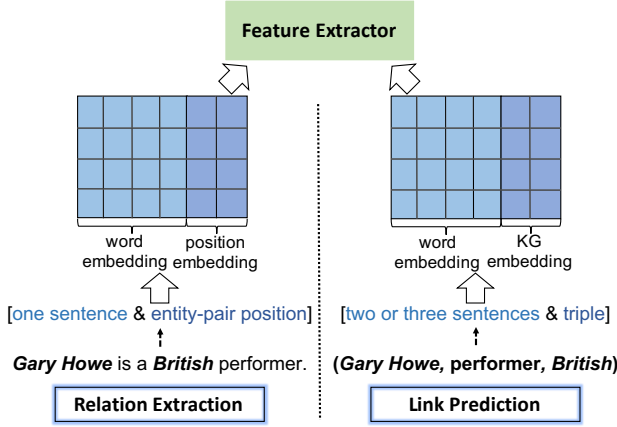 Feature Extractor
word embedding
position embedding
[one sentence & entity-pair position]
Gary Howe is a British performer.
Relation Extraction
word embedding
KG embedding
[two or three sentences & triple]
(Gary Howe, performer, British)
Link Prediction